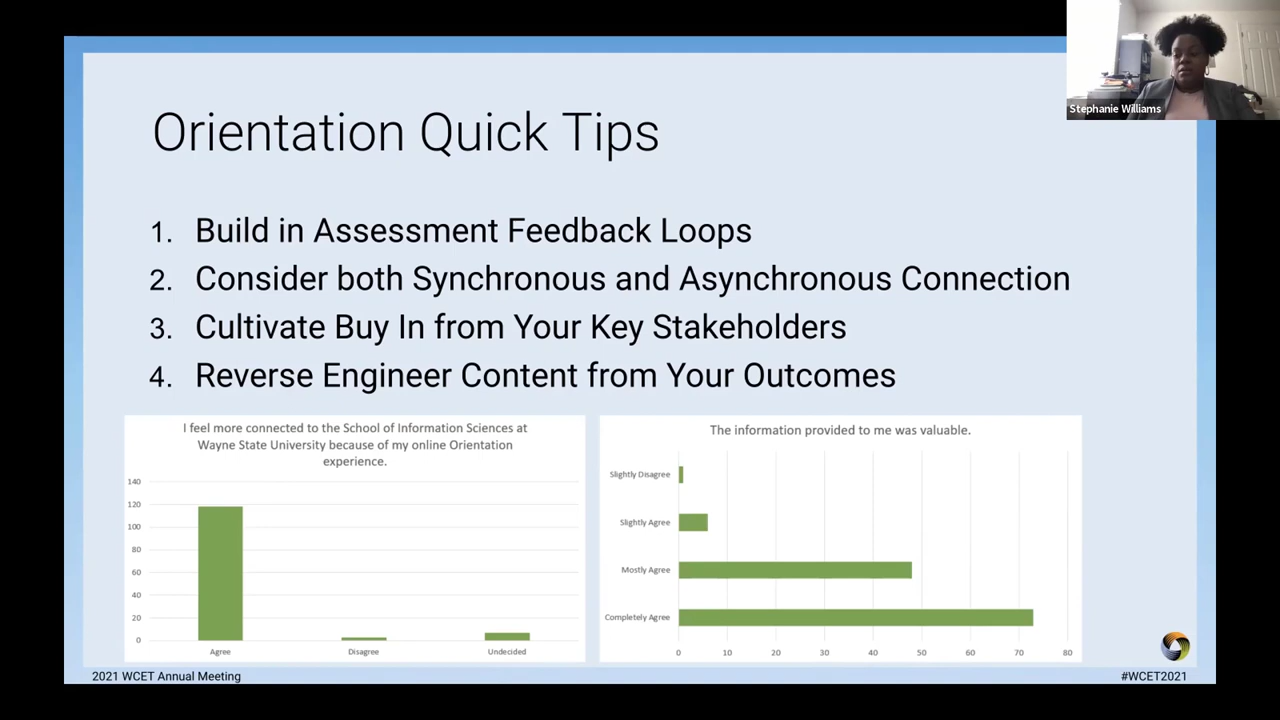 Stephanie Williams
Orientation Quick Tips
1. Build in Assessment Feedback Loops
2. Consider both Synchronous and Asynchronous Connection
3. Cultivate Buy In from Your Key Stakeholders
4. Reverse Engineer Content from Your Outcomes
I feel more connected to the School of Information Sciences at
Wayne State University because of my online Orientation
experience.
140
120
100
80
60
40
20
0
Agree Disagree Undecided
The information provided to me was valuable.
Slightly Disagree
Slightly Agree
Mostly Agree
Completely Agree
0 10 20 30 40 50 60 70 80
2021 WCET Annual Meeting
#WCET2021